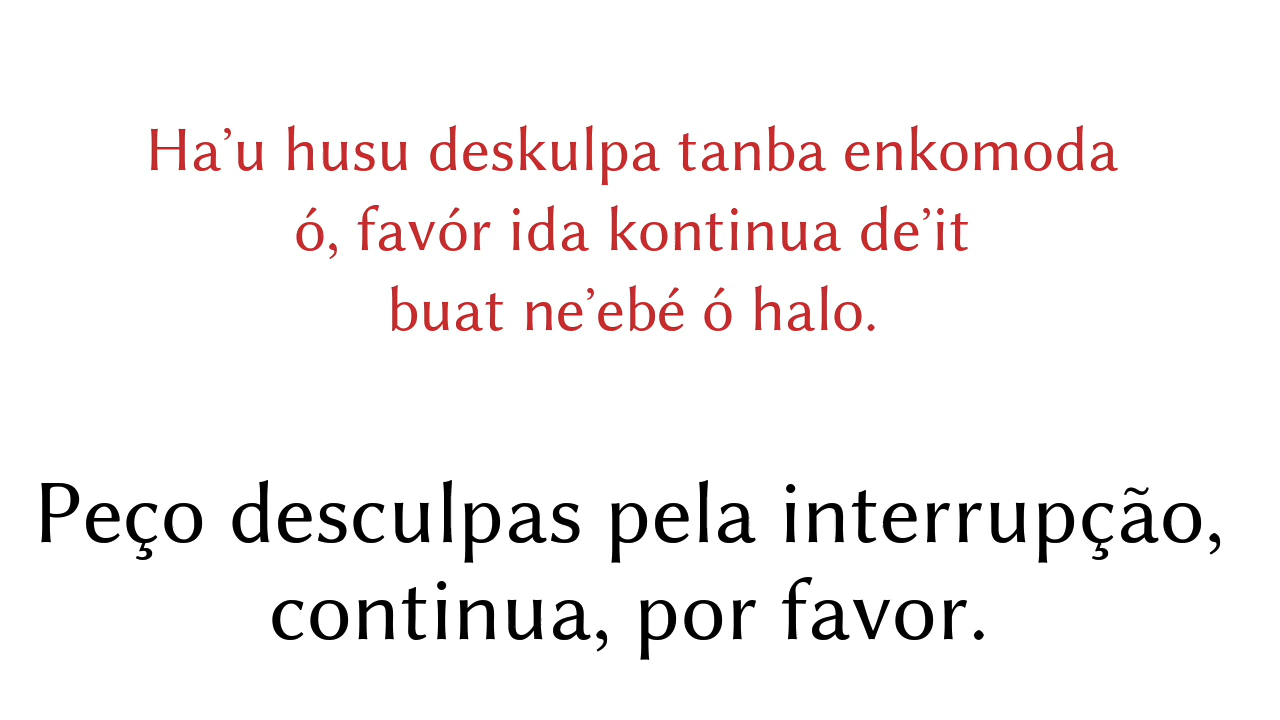 Ha’u husu deskulpa tanba enkomoda
ó, favór ida kontinua de’it
buat ne’ebé ó halo.
Peço desculpas pela interrupção,
continua, por favor.